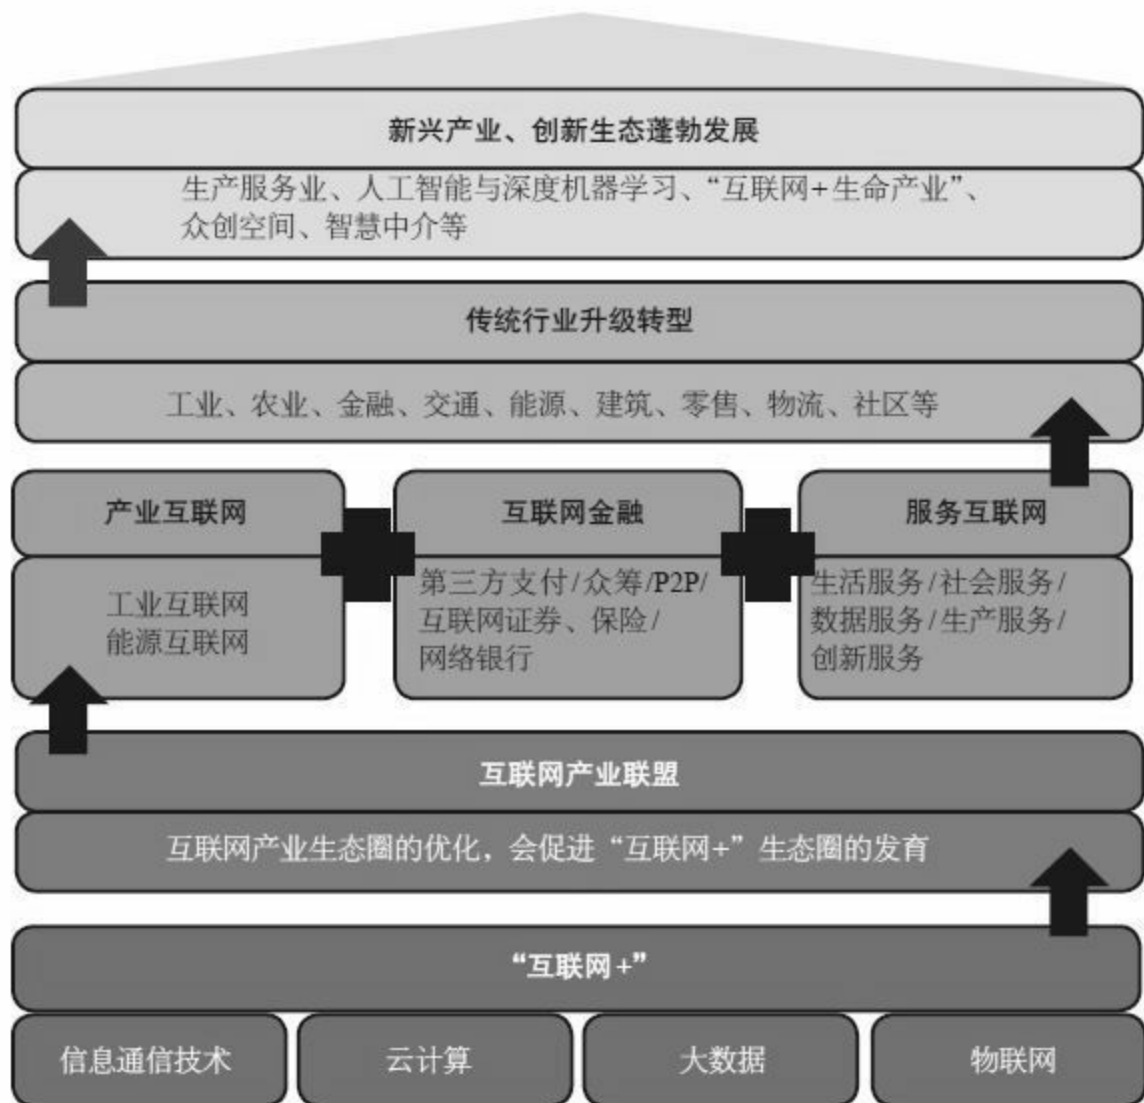 新兴产业、创新生态蓬勃发展
生产服务业、人工智能与深度机器学习、“互联网+生命产业”、
众创空间、智慧中介等
传统行业升级转型
工业、农业、金融、交通、能源、建筑、零售、物流、社区等
产业互联网
工业互联网
能源互联网
互联网金融
第三方支付/众筹/P2P/
互联网证券、保险/
网络银行
服务互联网
生活服务/社会服务/
数据服务/生产服务/
创新服务
互联网产业联盟
互联网产业生态圈的优化，会促进“互联网+”生态圈的发育
“互联网+”
信息通信技术
云计算
大数据
物联网